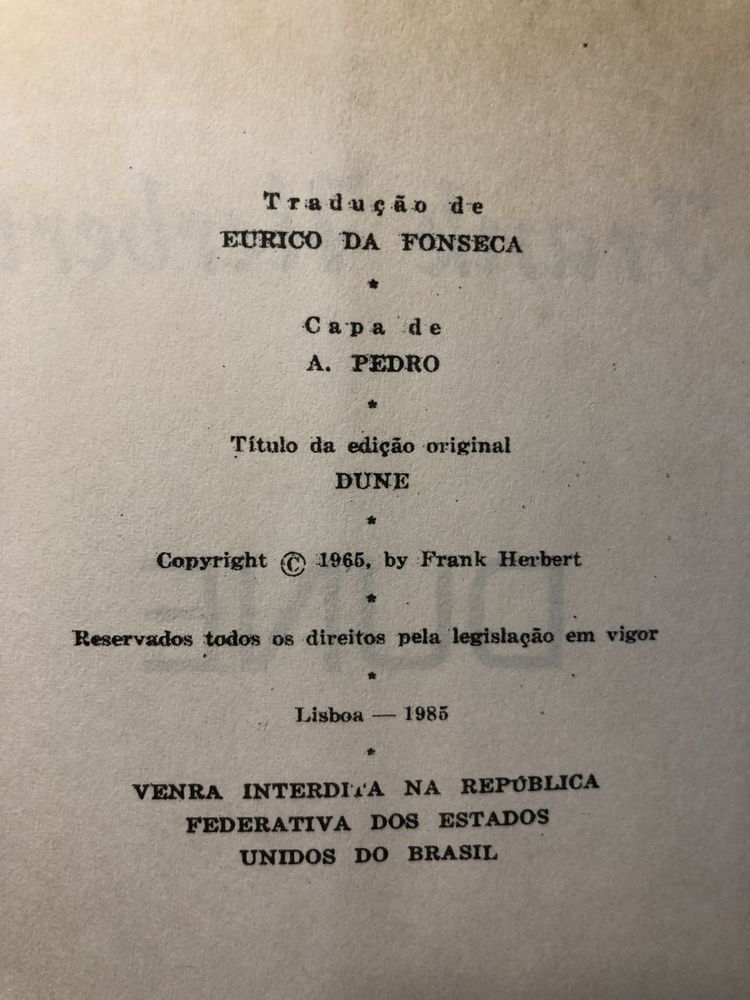 Tradução de
EURICO DA FONSECA
*
Capa de
A. PEDRO
*
Título da edição original
DUNE
*
Copyright © 1965, by Frank Herbert
*
Reservados todos os direitos pela legislação em vigor
*
Lisboa — 1985
*
VENRA INTERDITA NA REPÚBLICA
FEDERATIVA DOS ESTADOS
UNIDOS DO BRASIL